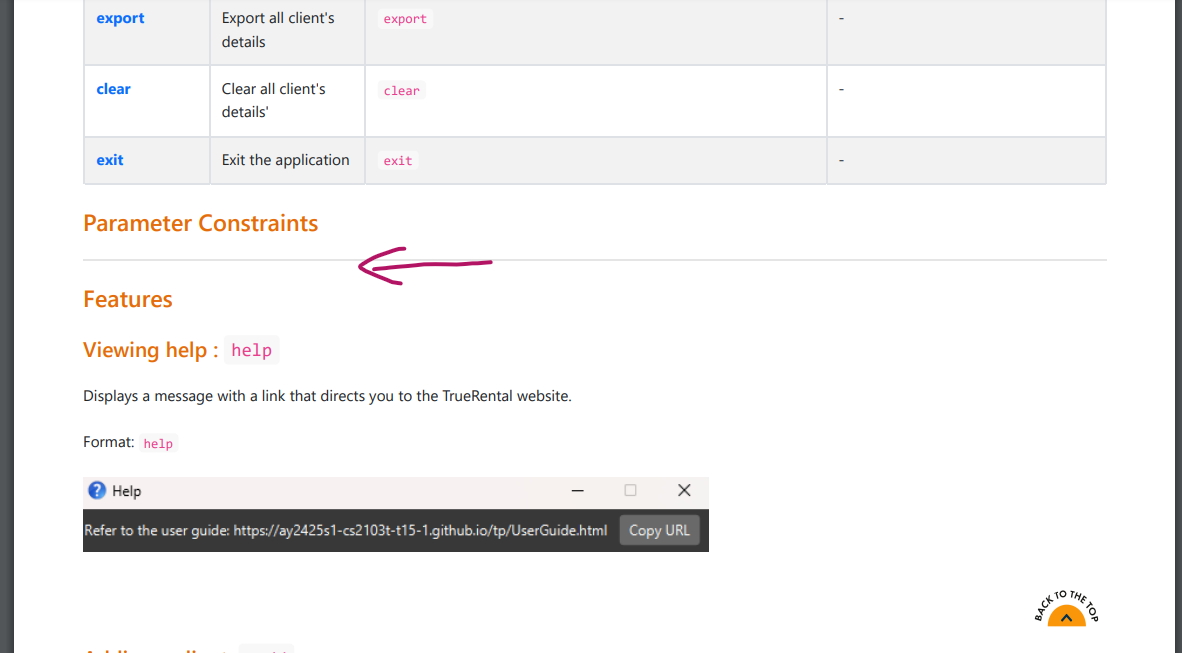 export Export all client's export -
details
clear Clear all client's clear -
details'
exit Exit the application exit -
Parameter Constraints
Features
Viewing help : help
Displays a message with a link that directs you to the TrueRental website.
Format: help
Help
Refer to the user guide: https://ay2425s1-cs2103t-t15-1.github.io/tp/UserGuide.html Copy URL
BACK TO THE TOP